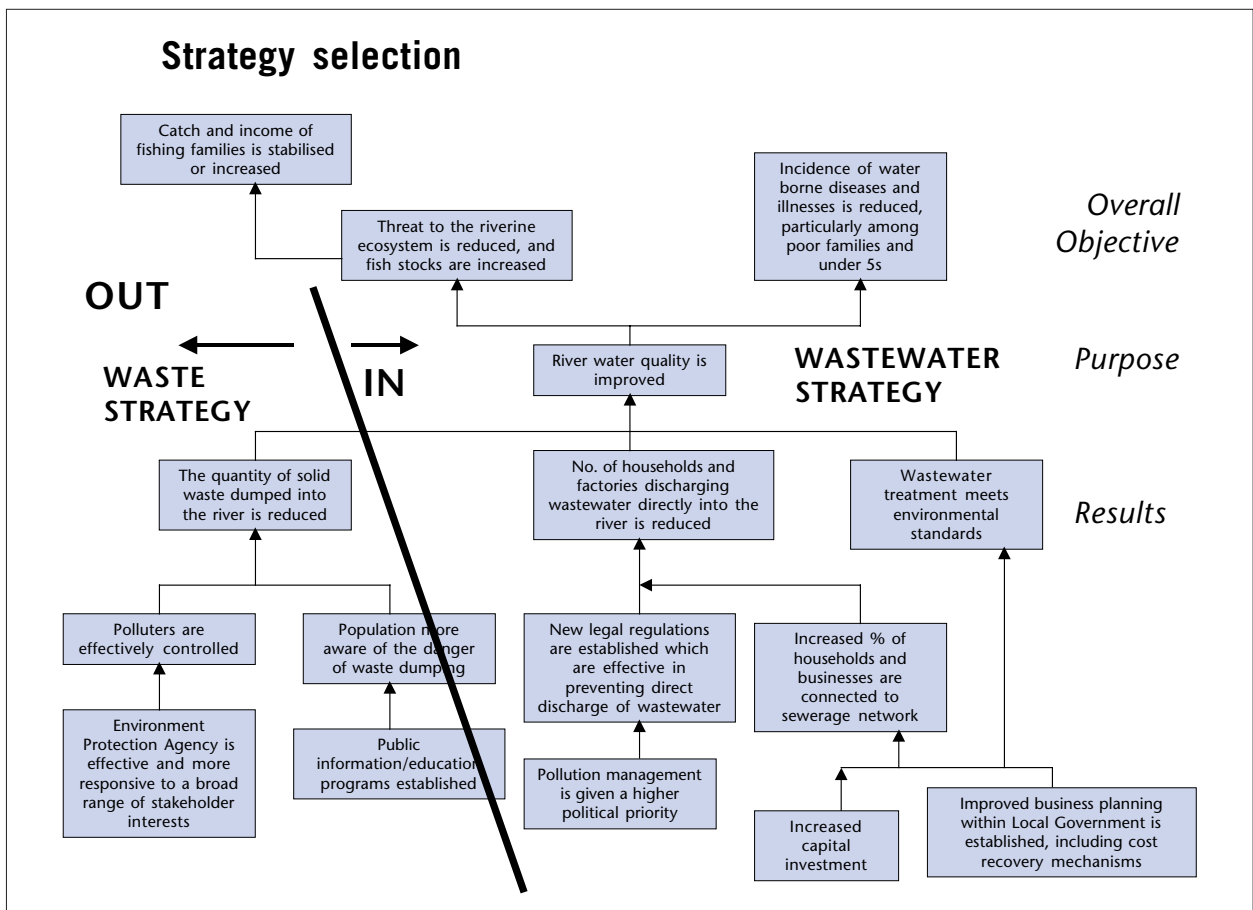 Strategy selection
Catch and income of
fishing families is stabilised
or increased
Incidence of water
borne diseases and
illnesses is reduced,
particularly among
poor families and
under 5s
Overall
Objective
Threat to the riverine
ecosystem is reduced, and
fish stocks are increased
OUT
WASTE
STRATEGY
IN
River water quality is
improved
WASTEWATER
STRATEGY
Purpose
The quantity of solid
waste dumped into
the river is reduced
No. of households and
factories discharging
wastewater directly into the
river is reduced
Wastewater
treatment meets
environmental
standards
Results
Polluters are
effectively controlled
Population more
aware of the danger
of waste dumping
New legal regulations
are established which
are effective in
preventing direct
discharge of wastewater
Increased % of
households and
businesses are
connected to
sewerage network
Environment
Protection Agency is
effective and more
responsive to a broad
range of stakeholder
interests
Public
information/education
programs established
Pollution management
is given a higher
political priority
Increased
capital
investment
Improved business planning
within Local Government is
established, including cost
recovery mechanisms